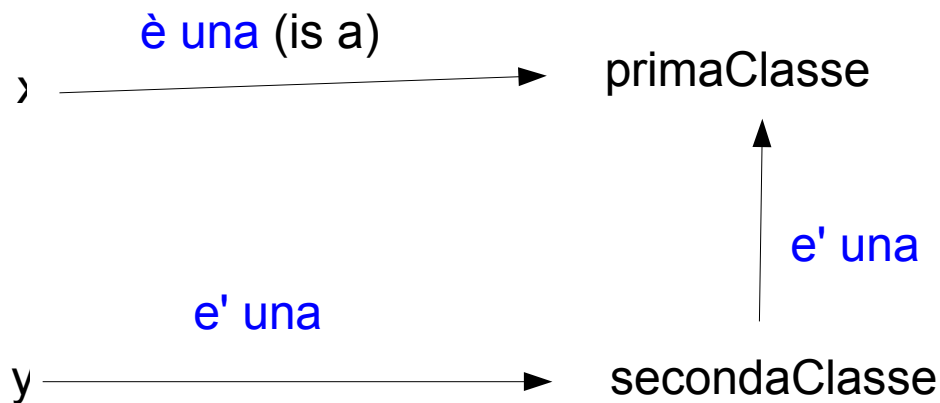 è una (is a)
x primaClasse
e' una
e' una
y secondaClasse